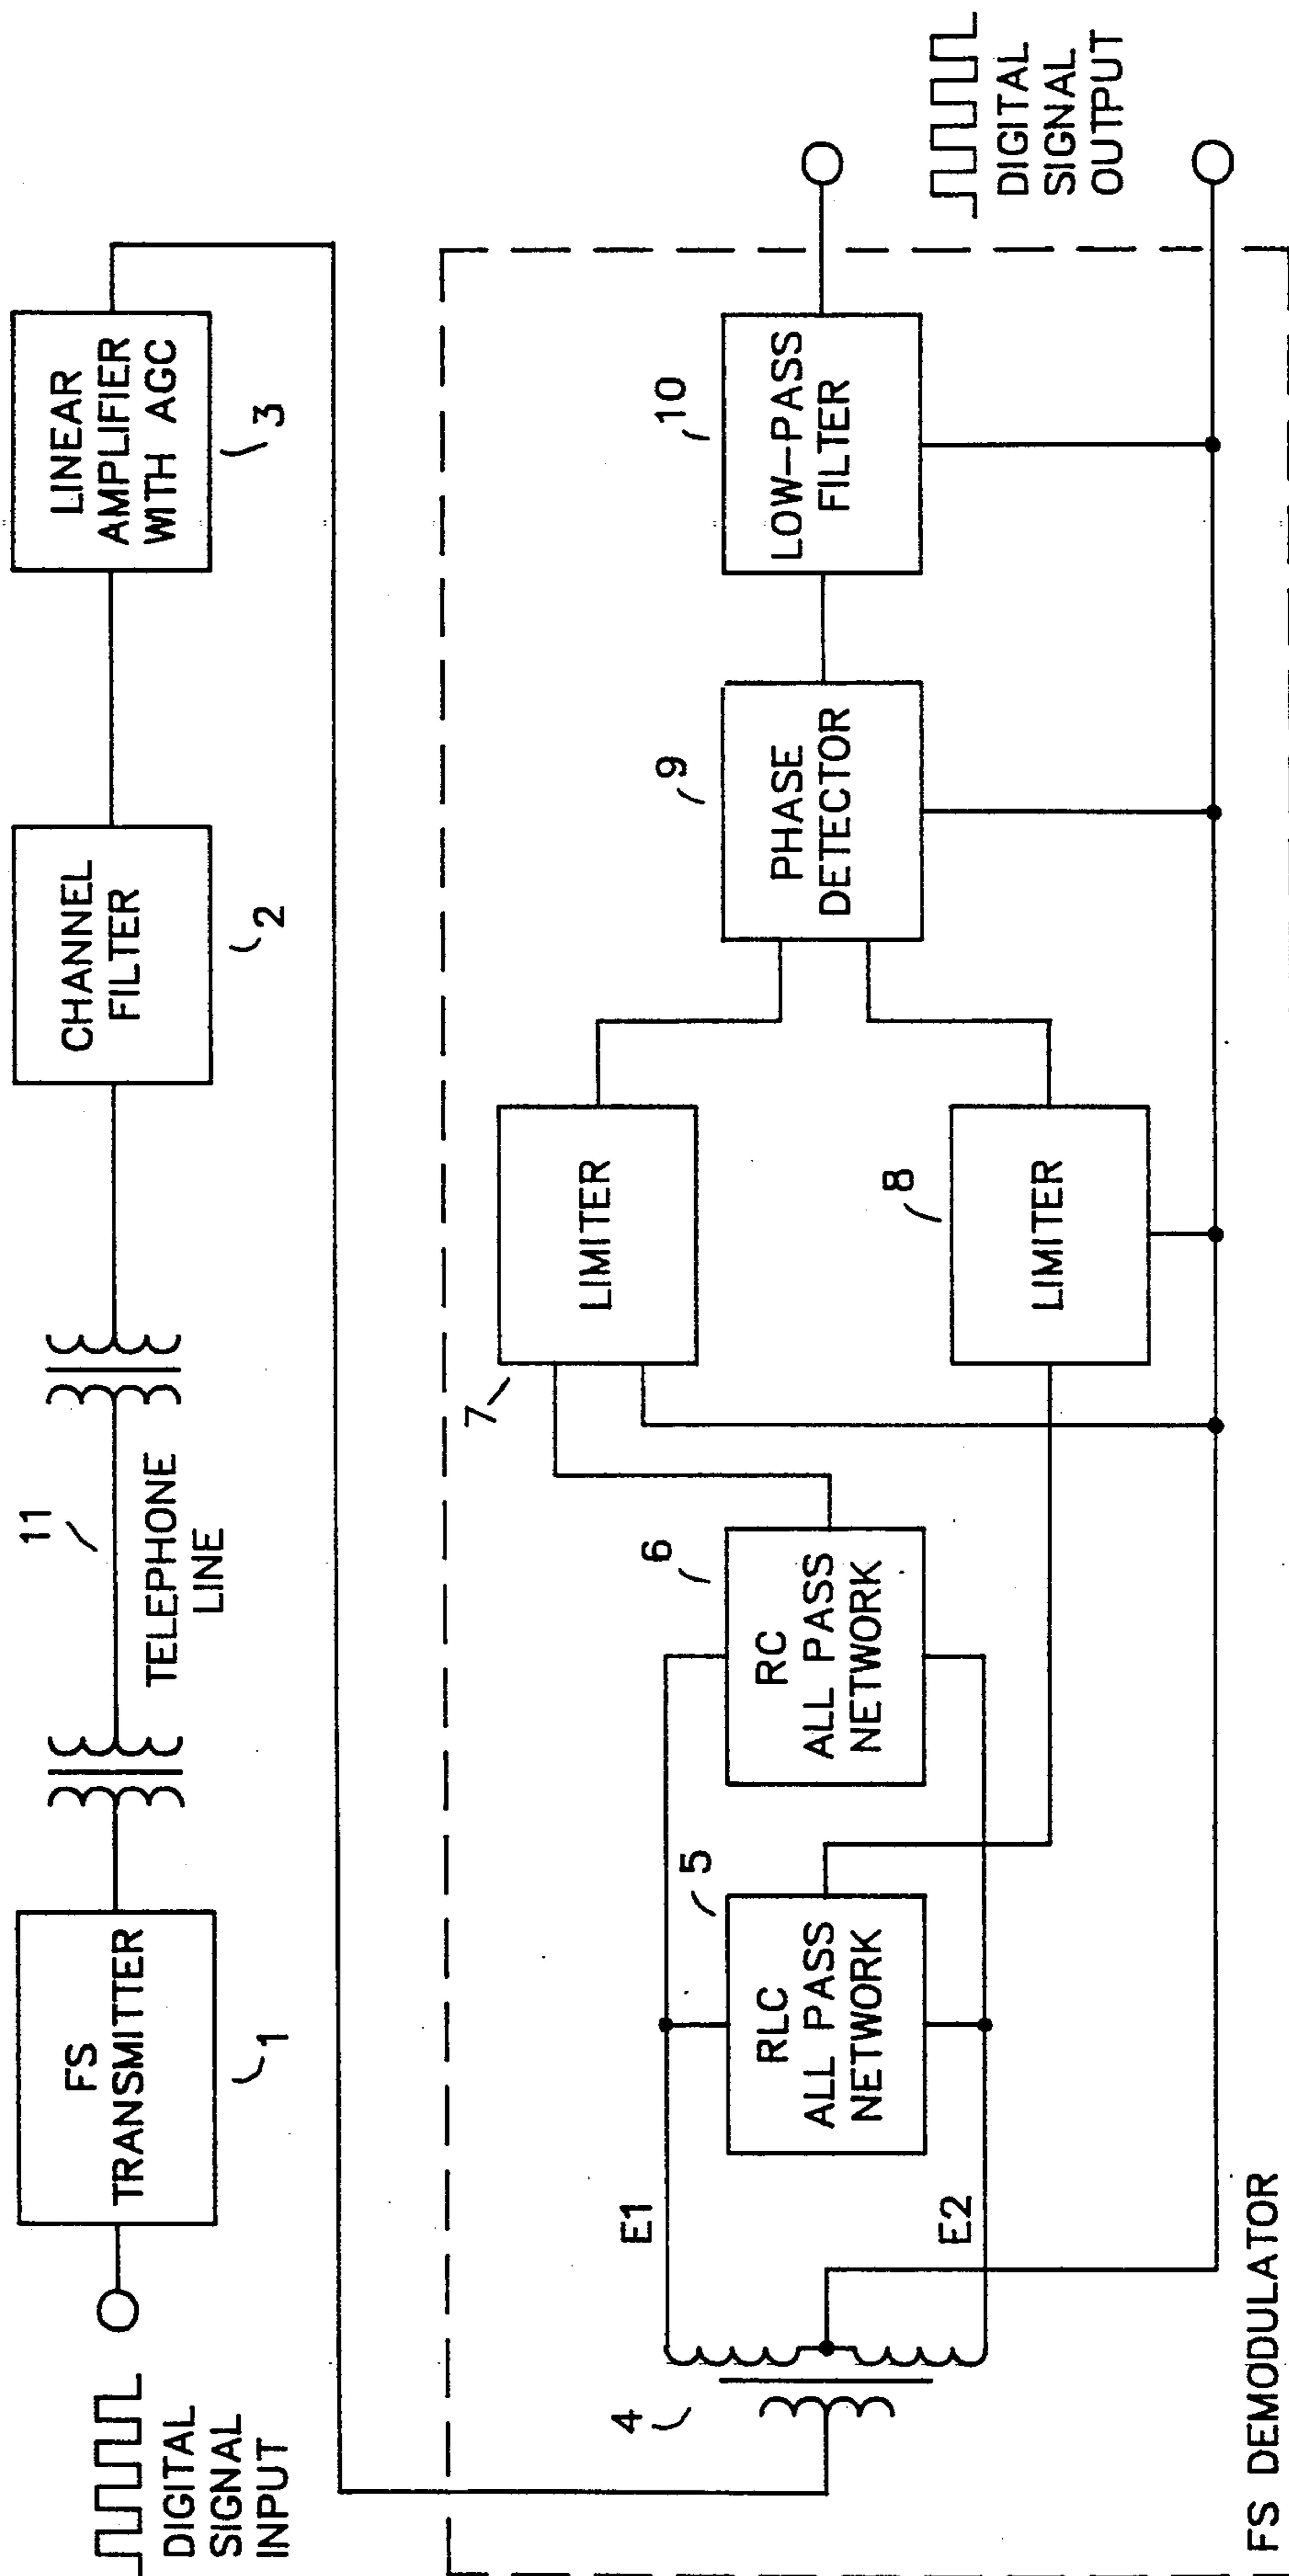 DIGITAL
SIGNAL
INPUT
FS
TRANSMITTER
1
11
TELEPHONE
LINE
CHANNEL
FILTER
2
LINEAR
AMPLIFIER
WITH AGC
3
4
E1
E2
5
RLC
ALL PASS
NETWORK
6
RC
ALL PASS
NETWORK
7
LIMITER
8
LIMITER
9
PHASE
DETECTOR
10
LOW-PASS
FILTER
DIGITAL
SIGNAL
OUTPUT
FS DEMODULATOR